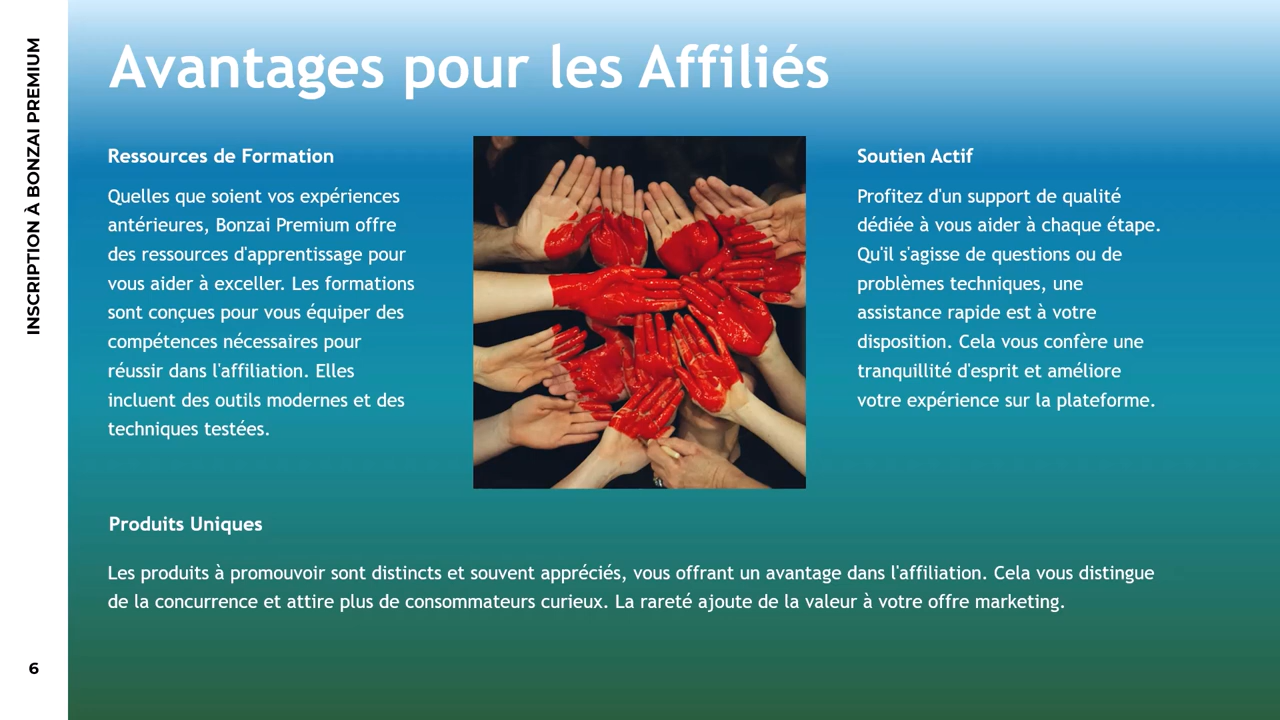 INSCRIPTION À BONZAI PREMIUM
Avantages pour les Affiliés
Ressources de Formation
Quelles que soient vos expériences
antérieures, Bonzai Premium offre
des ressources d'apprentissage pour
vous aider à exceller. Les formations
sont conçues pour vous équiper des
compétences nécessaires pour
réussir dans l'affiliation. Elles
incluent des outils modernes et des
techniques testées.
Soutien Actif
Profitez d'un support de qualité
dédiée à vous aider à chaque étape.
Qu'il s'agisse de questions ou de
problèmes techniques, une
assistance rapide est à votre
disposition. Cela vous confère une
tranquillité d'esprit et améliore
votre expérience sur la plateforme.
Produits Uniques
Les produits à promouvoir sont distincts et souvent appréciés, vous offrant un avantage dans l'affiliation. Cela vous distingue
de la concurrence et attire plus de consommateurs curieux. La rareté ajoute de la valeur à votre offre marketing.
6